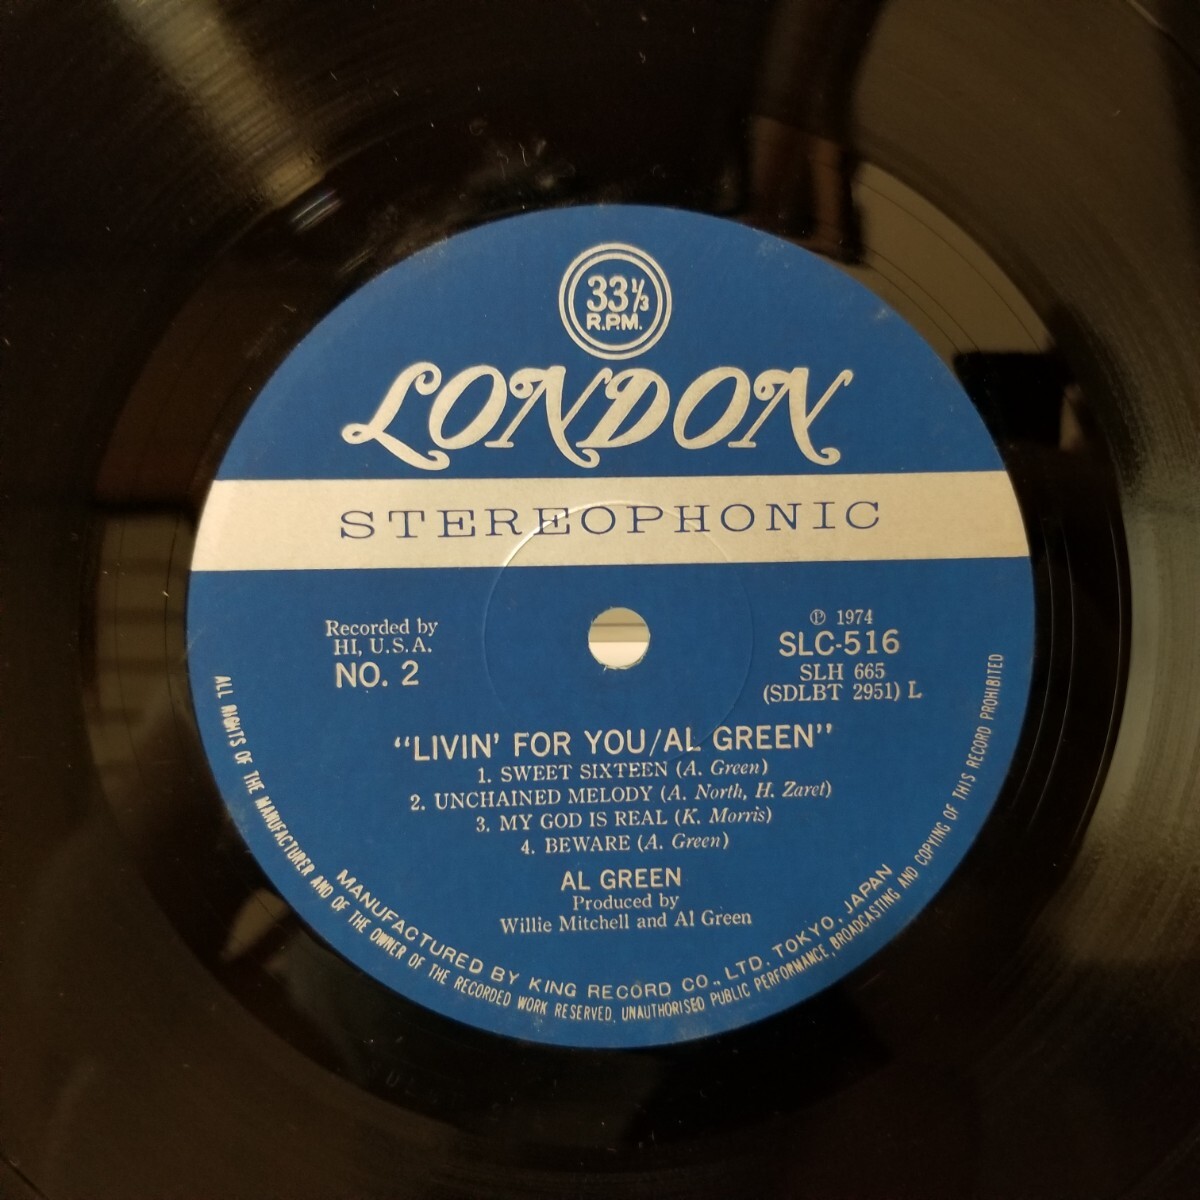 33⅓
R.P.M.
LONDON
STEREOPHONIC
Recorded by
HI, U.S.A.
NO. 2
Ⓟ 1974
SLC-516
SLH 665
(SDLBT 2951) L
"LIVIN' FOR YOU/AL GREEN"
1. SWEET SIXTEEN (A. Green)
2. UNCHAINED MELODY (A. North, H. Zaret)
3. MY GOD IS REAL (K. Morris)
4. BEWARE (A. Green)
AL GREEN
Produced by
Willie Mitchell and Al Green
MANUFACTURED BY KING RECORD CO., LTD. TOKYO, JAPAN
ALL RIGHTS OF THE MANUFACTURER AND OF THE OWNER OF THE RECORDED WORK RESERVED. UNAUTHORISED PUBLIC PERFORMANCE, BROADCASTING AND COPYING OF THIS RECORD PROHIBITED